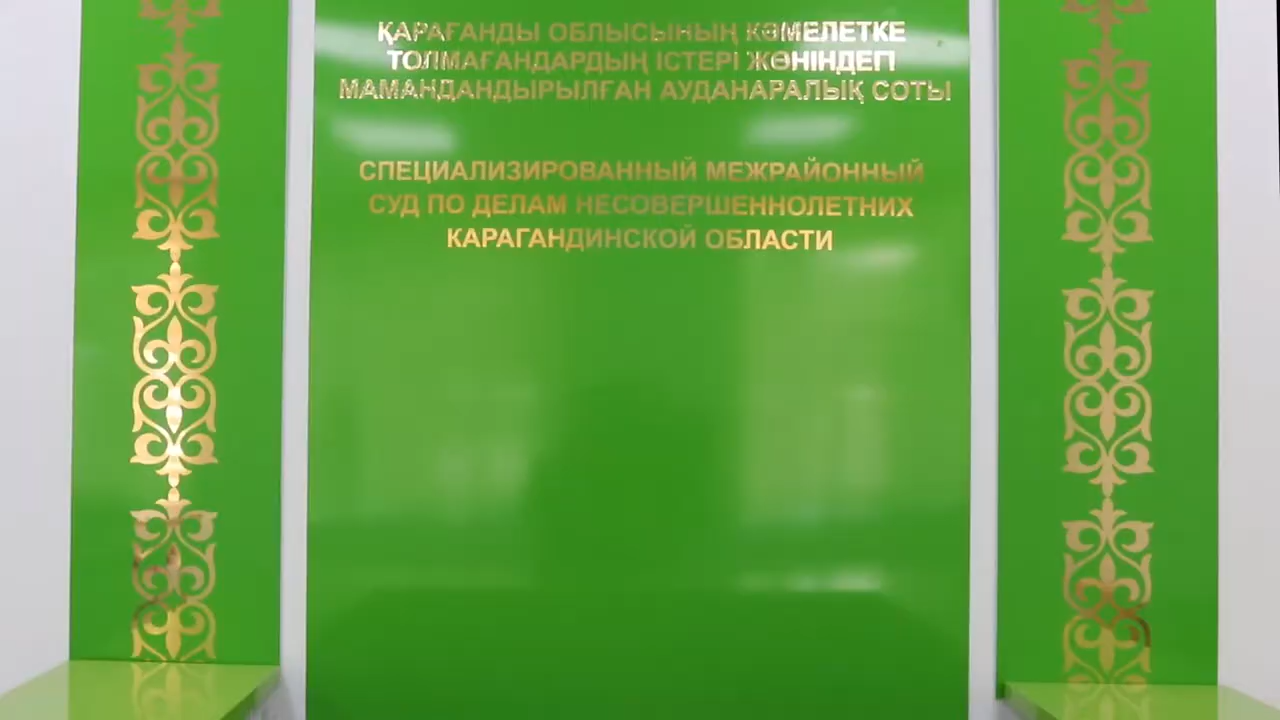 ҚАРАҒАНДЫ ОБЛЫСЫНЫҢ КӘМЕЛЕТКЕ
ТОЛМАҒАНДАРДЫҢ ІСТЕРІ ЖӨНІНДЕГІ
МАМАНДАНДЫРЫЛҒАН АУДАНАРАЛЫҚ СОТЫ
СПЕЦИАЛИЗИРОВАННЫЙ МЕЖРАЙОННЫЙ
СУД ПО ДЕЛАМ НЕСОВЕРШЕННОЛЕТНИХ
КАРАГАНДИНСКОЙ ОБЛАСТИ